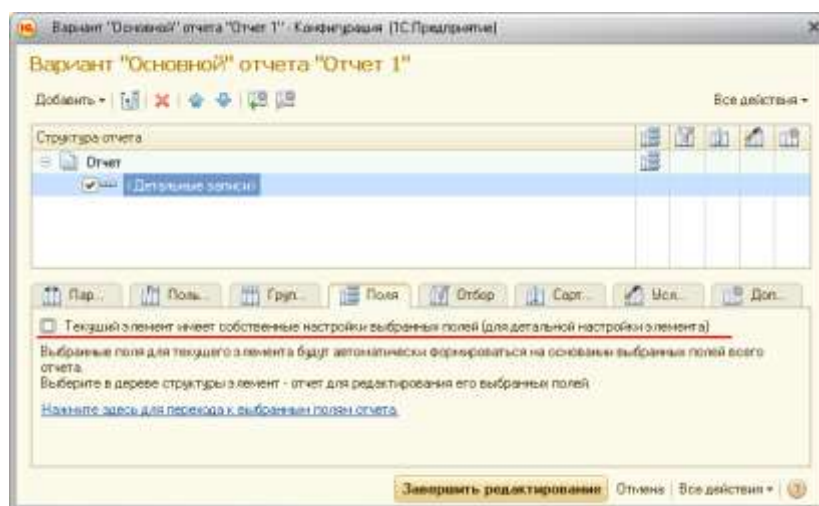 Вариант "Основной" отчета "Отчет 1" - Конфигурация (1С:Предприятие)
Вариант "Основной" отчета "Отчет 1"
Добавить Все действия
Структура отчета
Отчет
<Детальные записи>
Пар... Поль... Груп... Поля Отбор Сорт... Усл... Доп...
Текущий элемент имеет собственные настройки выбранных полей (для детальной настройки элемента)
Выбранные поля для текущего элемента будут автоматически формироваться на основании выбранных полей всего
отчета.
Выберите в дереве структуры элемент - отчет для редактирования его выбранных полей
Нажмите здесь для перехода к выбранным полям отчета.
Завершить редактирование Отмена Все действия ?